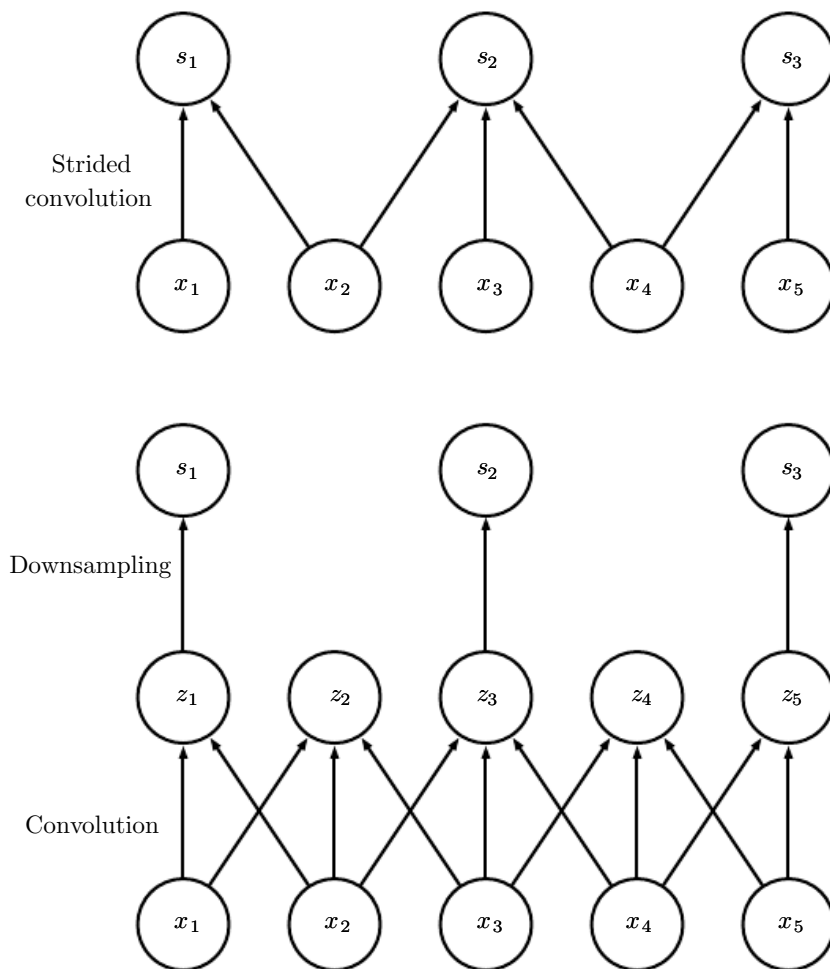 s₁ s₂ s₃
Strided
convolution
x₁ x₂ x₃ x₄ x₅
s₁ s₂ s₃
Downsampling
z₁ z₂ z₃ z₄ z₅
Convolution
x₁ x₂ x₃ x₄ x₅